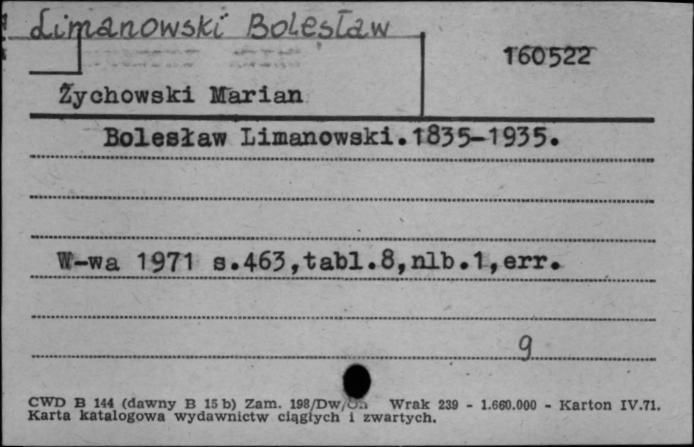 Limanowski Bolesław
160522
Żychowski Marian
Bolesław Limanowski.1835-1935.
W-wa 1971 s.463,tabl.8,nlb.1,err.
9
CWD B 144 (dawny B 15 b) Zam. 198/Dw/ Wrak 239 - 1.660.000 - Karton IV.71.
Karta katalogowa wydawnictw ciągłych i zwartych.